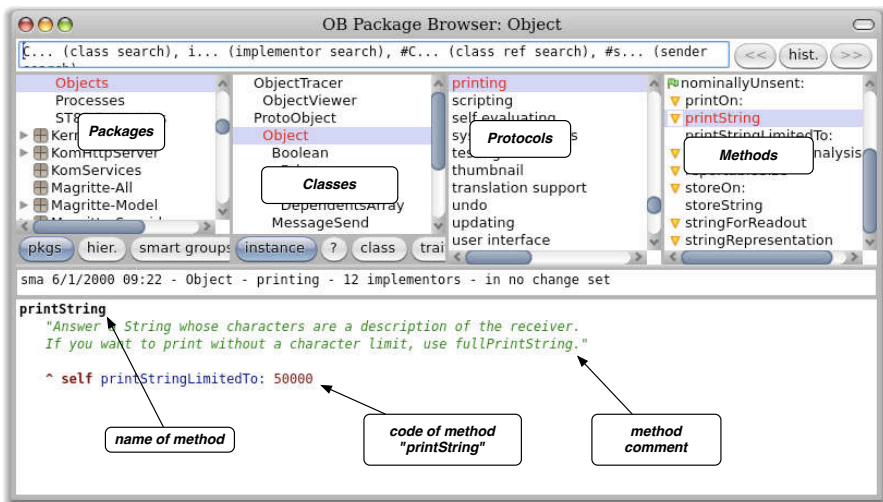 OB Package Browser: Object
C... (class search), i... (implementor search), #C... (class ref search), #s... (sender
<< hist. >>
Objects
Processes
Packages
KomHttpServer
KomServices
Magritte-All
Magritte-Model
pkgs hier. smart groups
ObjectTracer
ObjectViewer
ProtoObject
Object
Boolean
Classes
DependentsArray
MessageSend
instance ? class
printing
scripting
self evaluating
Protocols
thumbnail
translation support
undo
updating
user interface
nominallyUnsent:
printOn:
printString
printStringLimitedTo:
Methods
storeOn:
storeString
stringForReadout
stringRepresentation
sma 6/1/2000 09:22 - Object - printing - 12 implementors - in no change set
printString
"Answer a String whose characters are a description of the receiver.
If you want to print without a character limit, use fullPrintString."
^ self printStringLimitedTo: 50000
name of method
code of method
"printString"
method
comment